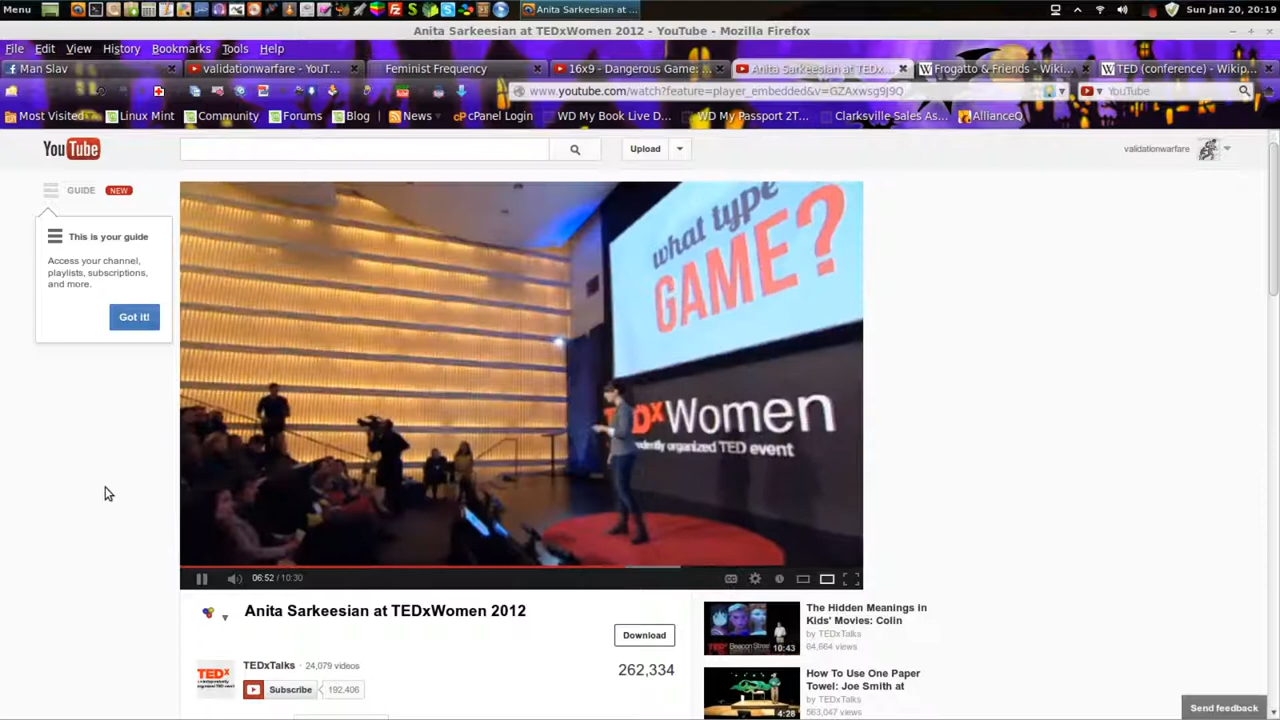 Menu
Anita Sarkeesian at ...
Sun Jan 20, 20:19
Anita Sarkeesian at TEDxWomen 2012 - YouTube - Mozilla Firefox
File Edit View History Bookmarks Tools Help
Man Slav
validationwarfare - YouT...
Feminist Frequency
16x9 - Dangerous Game: ...
Anita Sarkeesian at TEDx...
Frogatto & Friends - Wiki...
TED (conference) - Wikip...
www.youtube.com/watch?feature=player_embedded&v=GZAxwsg9J9Q
YouTube
Most Visited
Linux Mint
Community
Forums
Blog
News
cPanel Login
WD My Book Live D...
WD My Passport 2T...
Clarksville Sales As...
AllianceQ
YouTube
Upload
validationwarfare
GUIDE NEW
This is your guide
Access your channel,
playlists, subscriptions,
and more.
Got it!
what type
GAME?
TEDxWomen
organized TED event
06:52 / 10:30
Anita Sarkeesian at TEDxWomen 2012
Download
TEDxTalks · 24,079 videos
Subscribe 192,406
262,334
TEDx
10:43
The Hidden Meanings in
Kids' Movies: Colin
by TEDxTalks
64,664 views
4:28
How To Use One Paper
Towel: Joe Smith at
by TEDxTalks
563,047 views
Send feedback